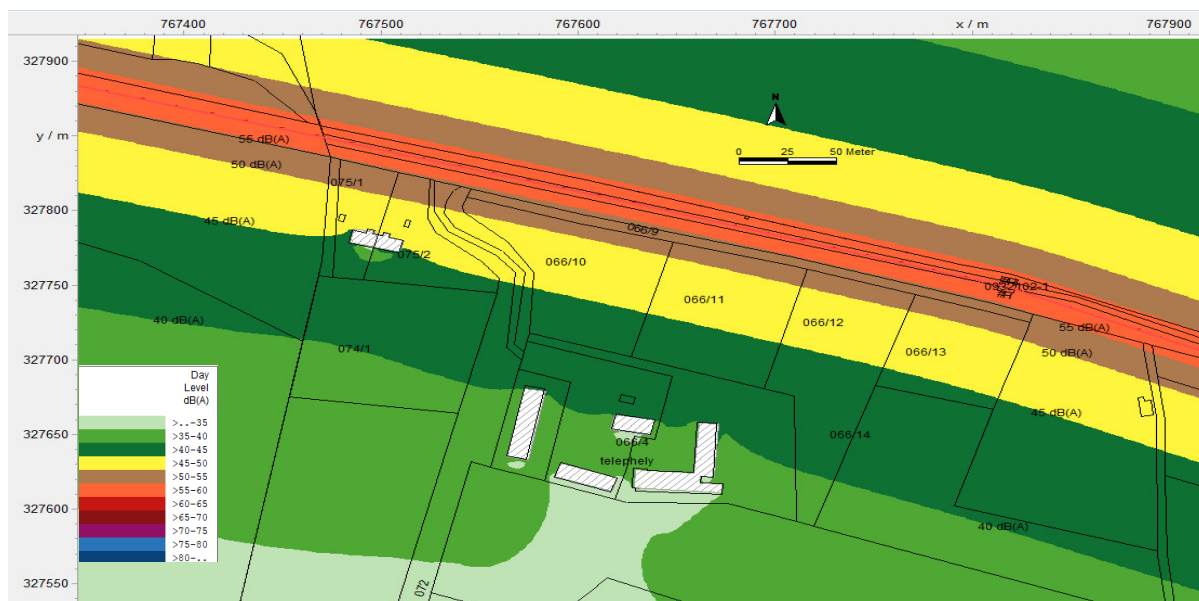 767400 767500 767600 767700 x / m 767900
327900
y / m
327800
327750
327700
327650
327600
327550
N
0 25 50 Meter
55 dB(A)
50 dB(A)
075/1
45 dB(A)
066/9
075/2
066/10
0932102-1
066/11
40 dB(A)
066/12
55 dB(A)
074/1
066/13
50 dB(A)
45 dB(A)
066/4
066/14
telephely
40 dB(A)
072
Day
Level
dB(A)
>..-35
>35-40
>40-45
>45-50
>50-55
>55-60
>60-65
>65-70
>70-75
>75-80
>80-..